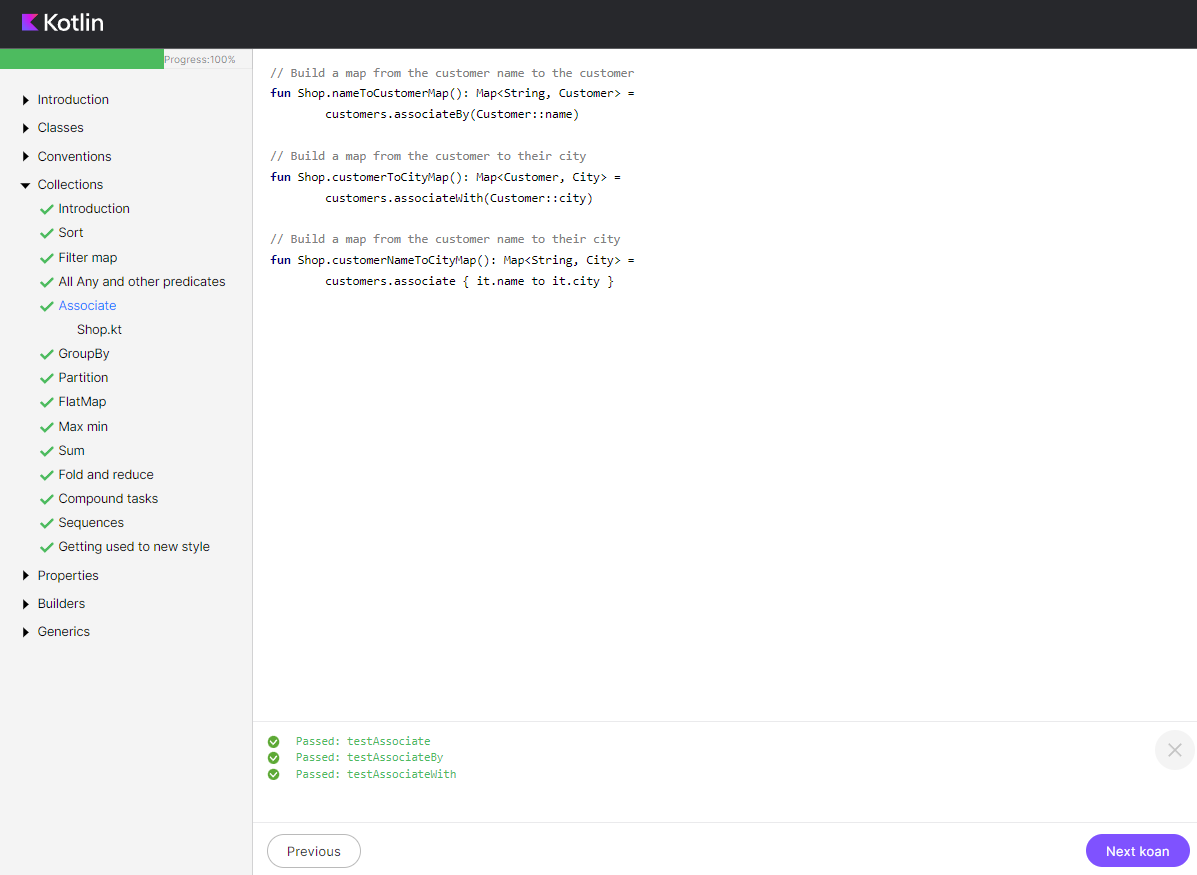 Kotlin
Progress:100%
Introduction
Classes
Conventions
Collections
Introduction
Sort
Filter map
All Any and other predicates
Associate
Shop.kt
GroupBy
Partition
FlatMap
Max min
Sum
Fold and reduce
Compound tasks
Sequences
Getting used to new style
Properties
Builders
Generics
// Build a map from the customer name to the customer
fun Shop.nameToCustomerMap(): Map<String, Customer> =
customers.associateBy(Customer::name)
// Build a map from the customer to their city
fun Shop.customerToCityMap(): Map<Customer, City> =
customers.associateWith(Customer::city)
// Build a map from the customer name to their city
fun Shop.customerNameToCityMap(): Map<String, City> =
customers.associate { it.name to it.city }
Passed: testAssociate
Passed: testAssociateBy
Passed: testAssociateWith
Previous
Next koan